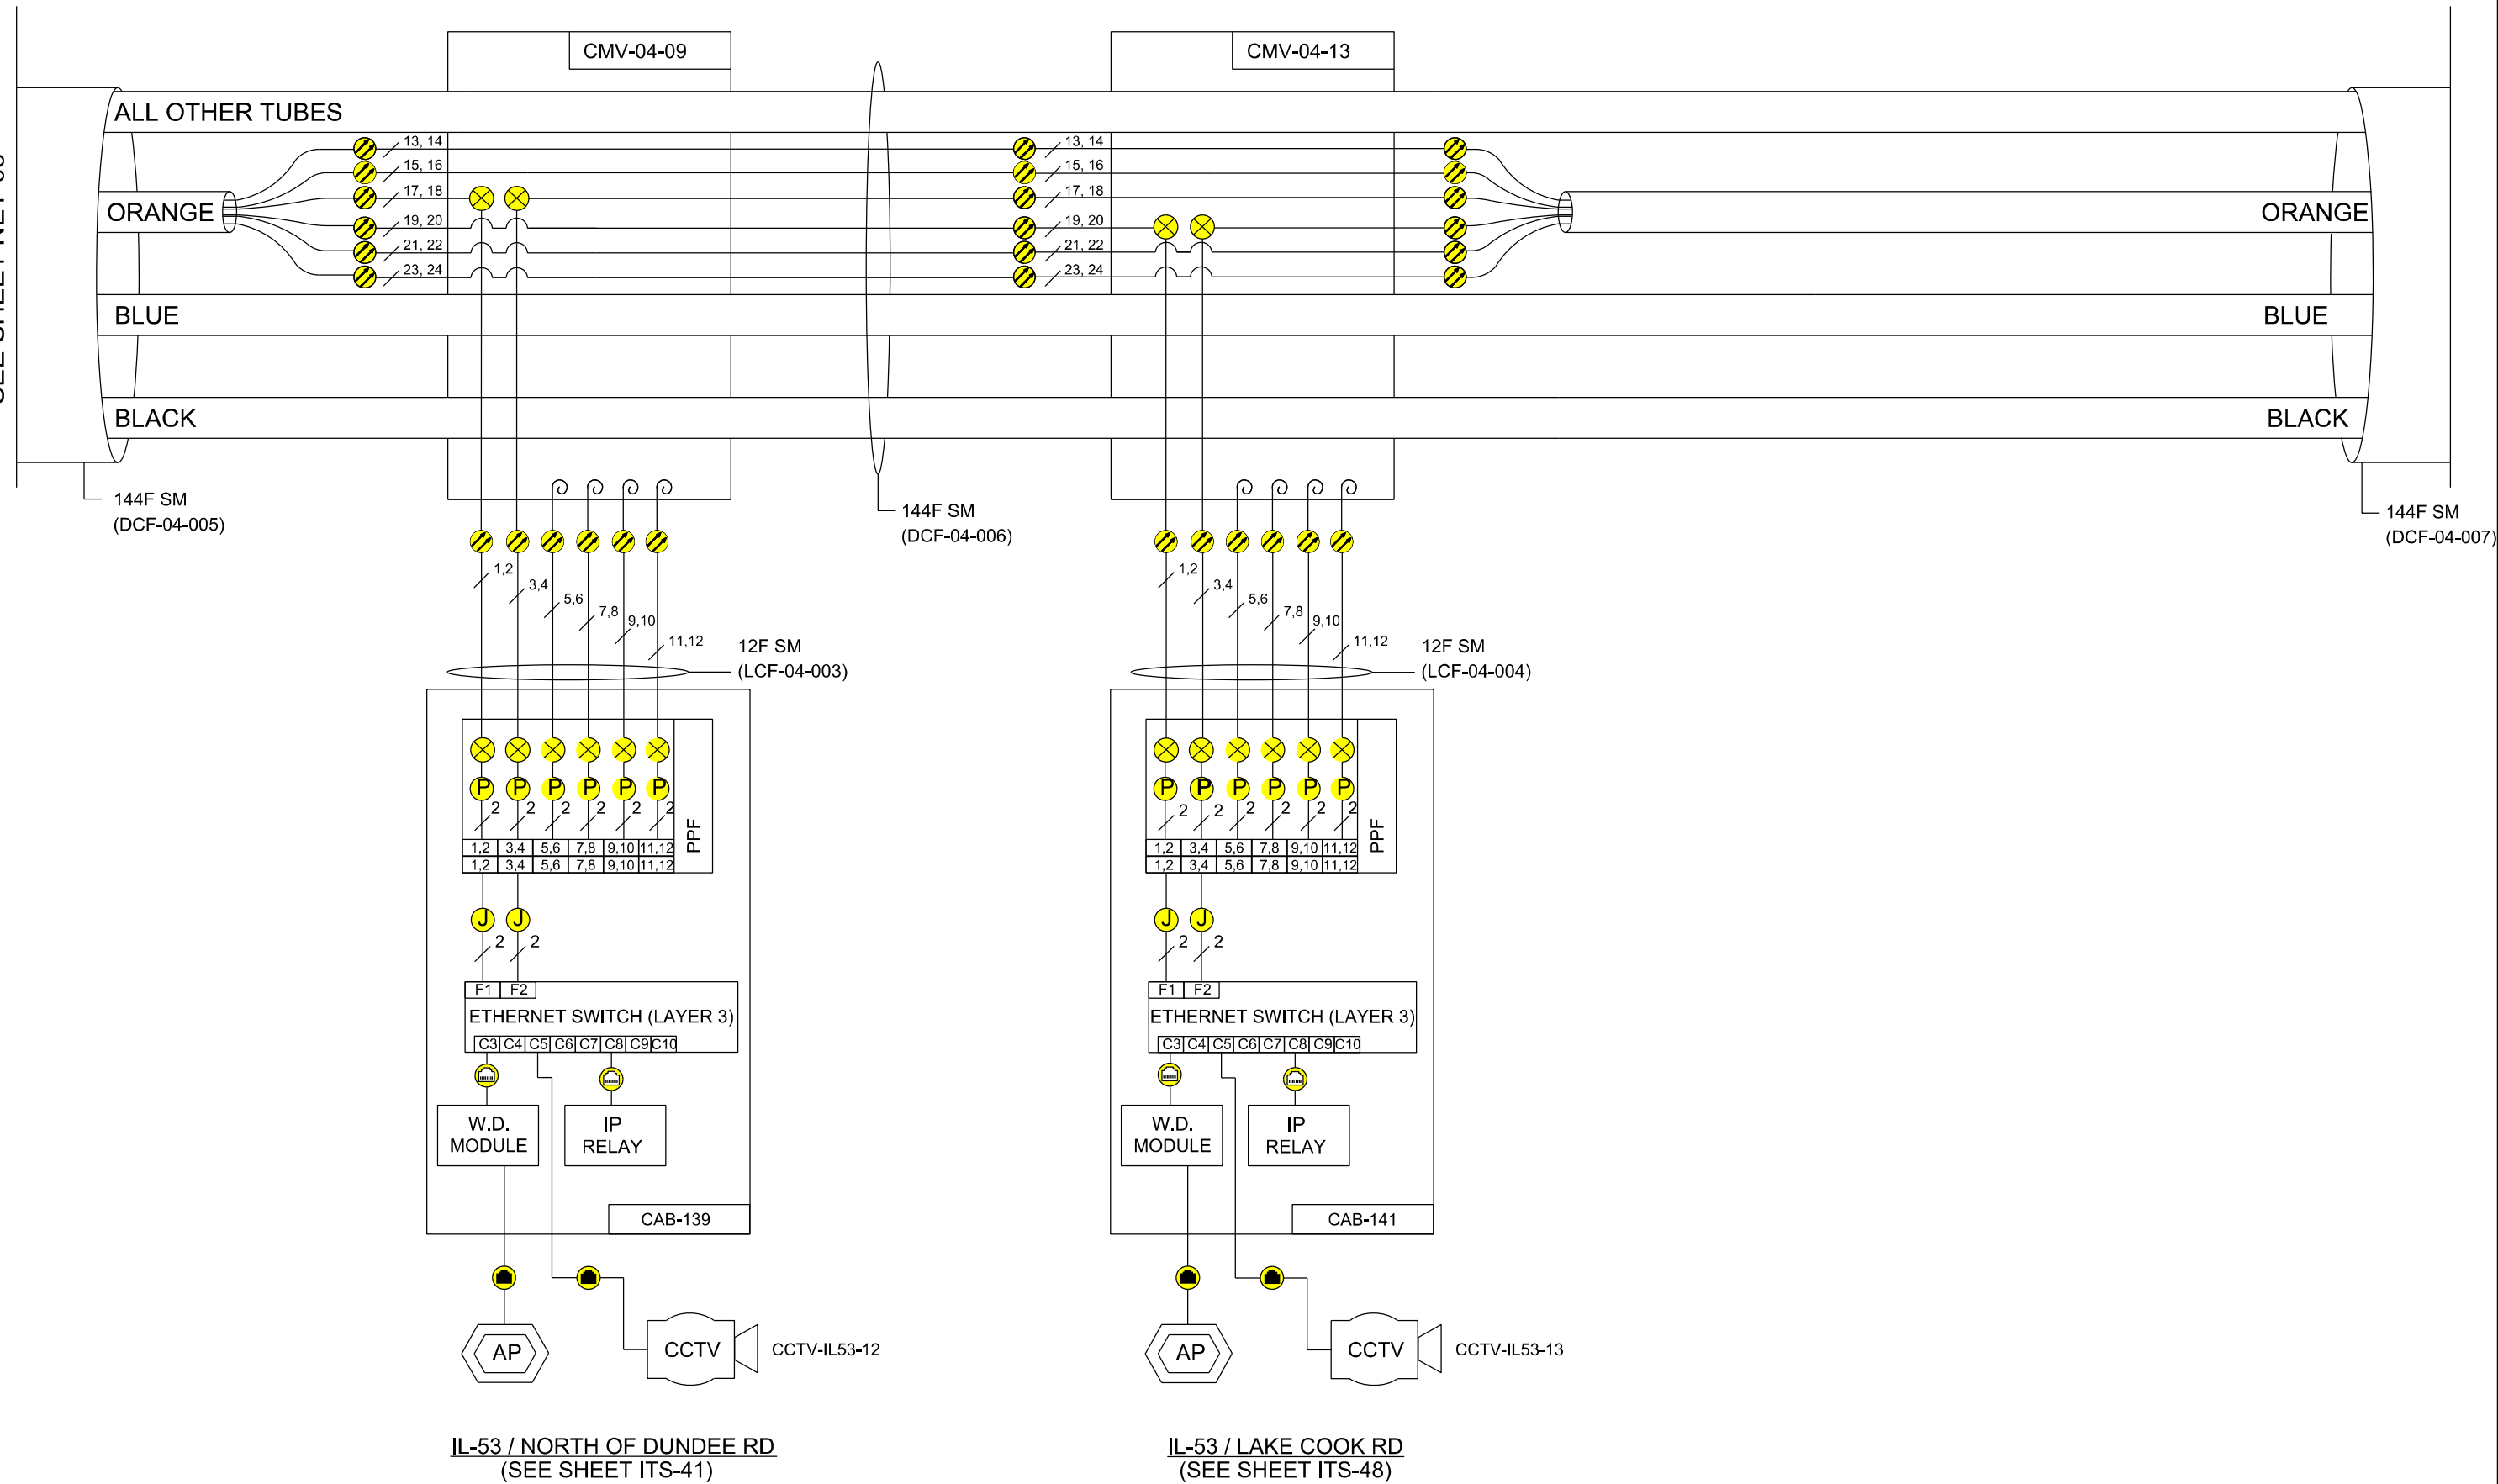 CMV-04-09
CMV-04-13
ALL OTHER TUBES
13, 14
15, 16
17, 18
19, 20
21, 22
23, 24
13, 14
15, 16
17, 18
19, 20
21, 22
23, 24
ORANGE
ORANGE
BLUE
BLUE
BLACK
BLACK
144F SM
(DCF-04-005)
144F SM
(DCF-04-006)
144F SM
(DCF-04-007)
1,2
3,4
5,6
7,8
9,10
11,12
12F SM
(LCF-04-003)
1,2
3,4
5,6
7,8
9,10
11,12
12F SM
(LCF-04-004)
P P P P P P
2 2 2 2 2 2
PPF
1,2 3,4 5,6 7,8 9,10 11,12
1,2 3,4 5,6 7,8 9,10 11,12
J J
2 2
F1 F2
ETHERNET SWITCH (LAYER 3)
C3 C4 C5 C6 C7 C8 C9 C10
W.D.
MODULE
IP
RELAY
CAB-139
AP
CCTV
CCTV-IL53-12
IL-53 / NORTH OF DUNDEE RD
(SEE SHEET ITS-41)
P P P P P P
2 2 2 2 2 2
PPF
1,2 3,4 5,6 7,8 9,10 11,12
1,2 3,4 5,6 7,8 9,10 11,12
J J
2 2
F1 F2
ETHERNET SWITCH (LAYER 3)
C3 C4 C5 C6 C7 C8 C9 C10
W.D.
MODULE
IP
RELAY
CAB-141
AP
CCTV
CCTV-IL53-13
IL-53 / LAKE COOK RD
(SEE SHEET ITS-48)